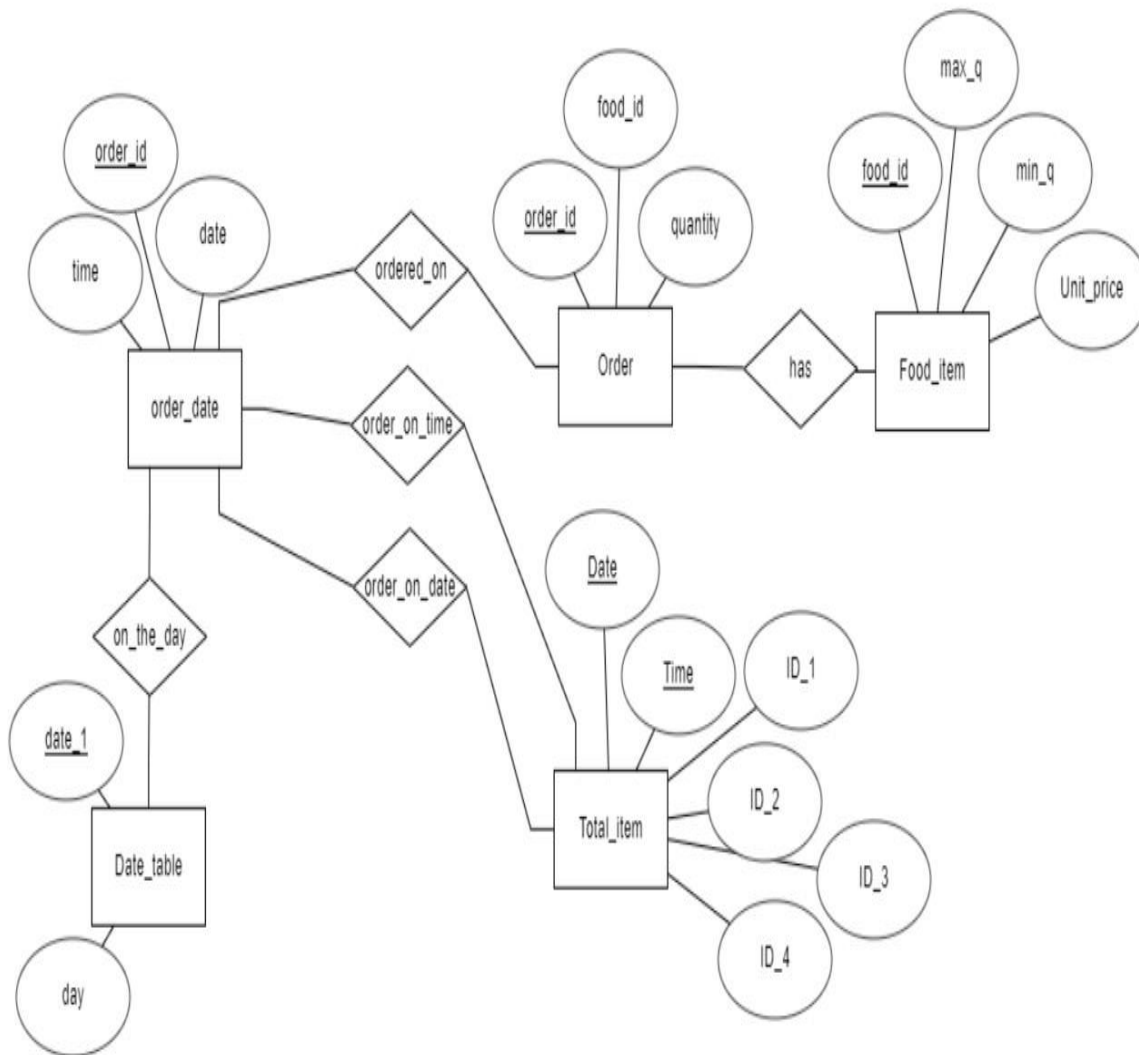 max_q
food_id
order_id
food_id
min_q
order_id
quantity
date
time
ordered_on
Unit_price
Order
has
Food_item
order_date
order_on_time
Date
order_on_date
on_the_day
Time
ID_1
date_1
ID_2
Total_item
Date_table
ID_3
ID_4
day